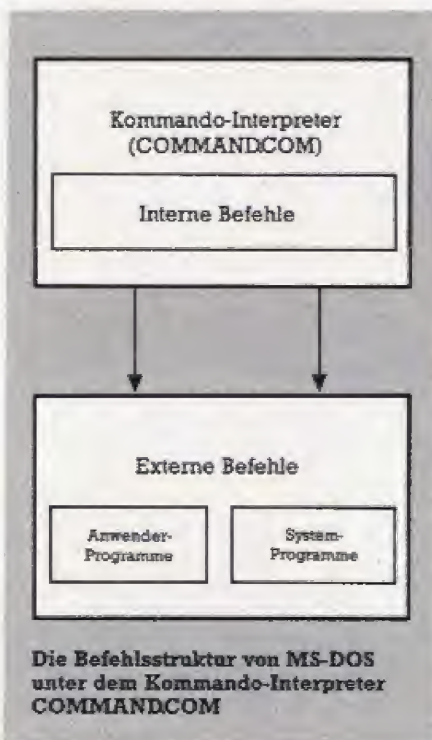 Kommando-Interpreter
(COMMAND.COM)
Interne Befehle
Externe Befehle
Anwender-
Programme
System-
Programme
Die Befehlsstruktur von MS-DOS
unter dem Kommando-Interpreter
COMMAND.COM